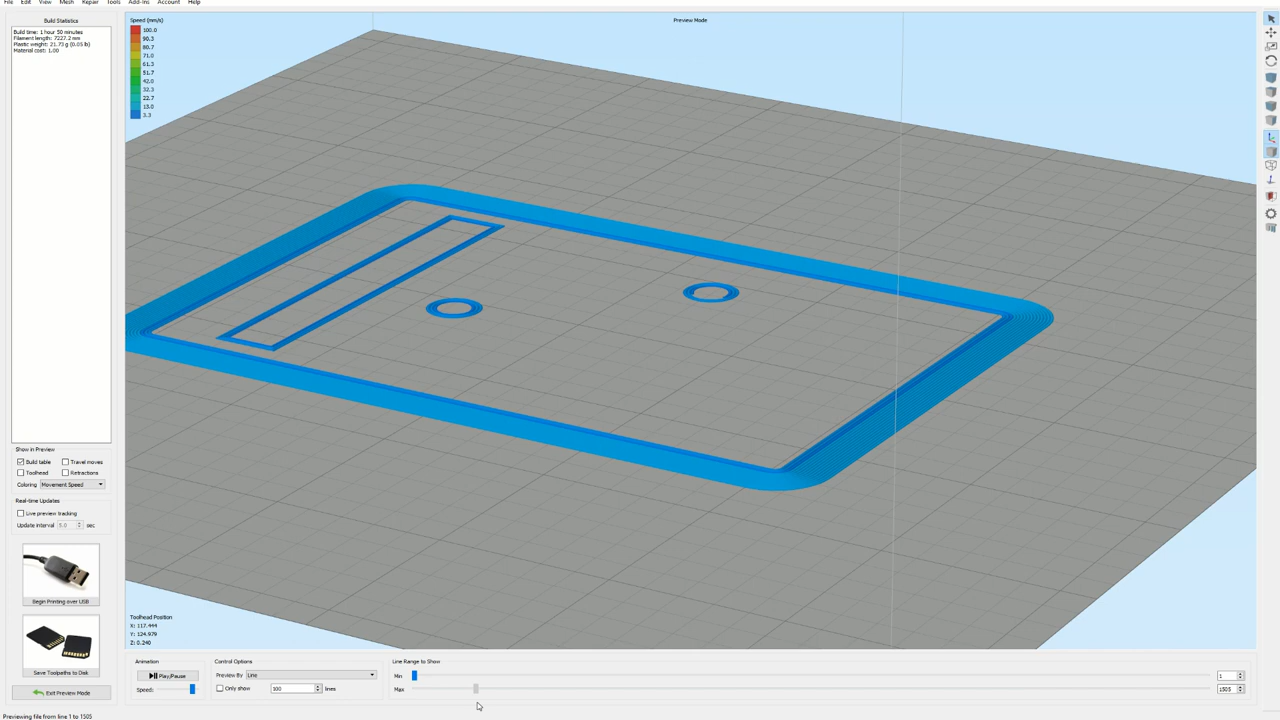 File Edit View Mesh Repair Tools Add-Ins Account Help
Build Statistics
Build time: 1 hour 50 minutes
Filament length: 7227.2 mm
Plastic weight: 21.73 g (0.05 lb)
Material cost: 1.00
Speed (mm/s)
100.0
90.3
80.7
71.0
61.3
51.7
42.0
32.3
22.7
13.0
3.3
Preview Mode
Show in Preview
Build table Travel moves
Toolhead Retractions
Coloring Movement Speed
Real-time Updates
Live preview tracking
Update interval 5.0 sec
Begin Printing over USB
Save Toolpaths to Disk
Exit Preview Mode
Toolhead Position
X: 117.444
Y: 124.979
Z: 0.240
Animation
Play/Pause
Speed:
Control Options
Preview By Line
Only show 100 lines
Line Range to Show
Min 1
Max 1505
Previewing file from line 1 to 1505